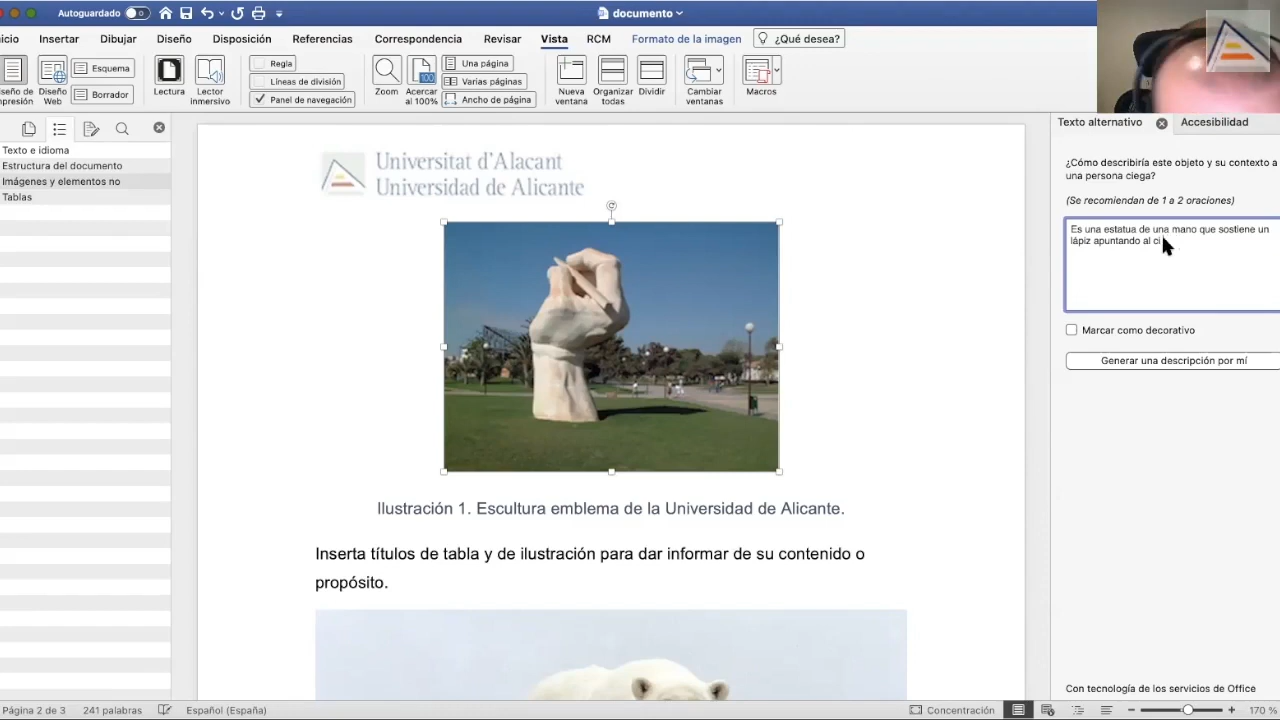 Autoguardado
documento
icio Insertar Dibujar Diseño Disposición Referencias Correspondencia Revisar Vista RCM Formato de la imagen ¿Qué desea?
Diseño de mpresión
Diseño Web
Esquema
Borrador
Lectura
Lector inmersivo
Regla
Líneas de división
Panel de navegación
Zoom
Acercar al 100%
100
Una página
Varias páginas
Ancho de página
Nueva ventana
Organizar todas
Dividir
Cambiar ventanas
Macros
Texto e idioma
Estructura del documento
Imágenes y elementos no
Tablas
Universitat d'Alacant
Universidad de Alicante
Ilustración 1. Escultura emblema de la Universidad de Alicante.
Inserta títulos de tabla y de ilustración para dar informar de su contenido o
propósito.
Texto alternativo Accesibilidad
¿Cómo describiría este objeto y su contexto a
una persona ciega?
(Se recomiendan de 1 a 2 oraciones)
Es una estatua de una mano que sostiene un
lápiz apuntando al ci
Marcar como decorativo
Generar una descripción por mí
Con tecnología de los servicios de Office
Página 2 de 3 241 palabras Español (España) Concentración 170 %